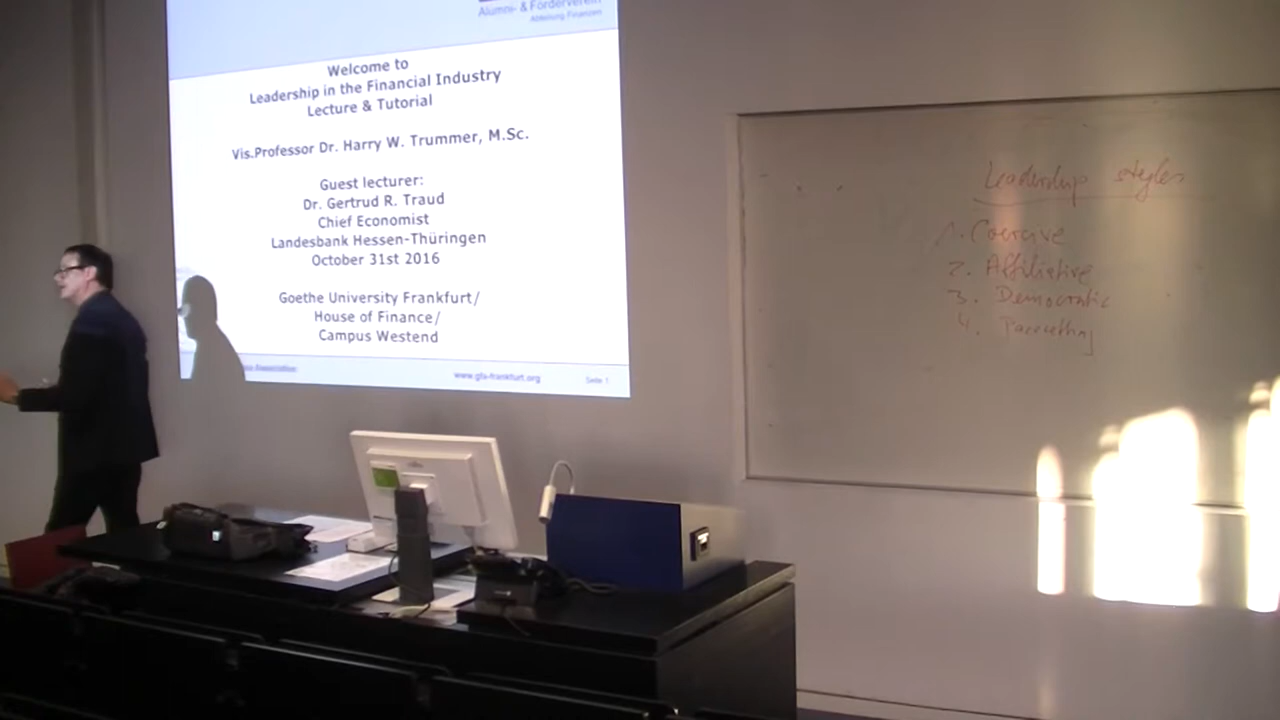 Alumni- & Förderverein
Abteilung Finanzen
Welcome to
Leadership in the Financial Industry
Lecture & Tutorial
Vis.Professor Dr. Harry W. Trummer, M.Sc.
Guest lecturer:
Dr. Gertrud R. Traud
Chief Economist
Landesbank Hessen-Thüringen
October 31st 2016
Goethe University Frankfurt/
House of Finance/
Campus Westend
www.gfa-frankfurt.org
Seite 1
Leadership styles
1. Coercive
2. Affiliative
3. Democratic
4. Pacesetting